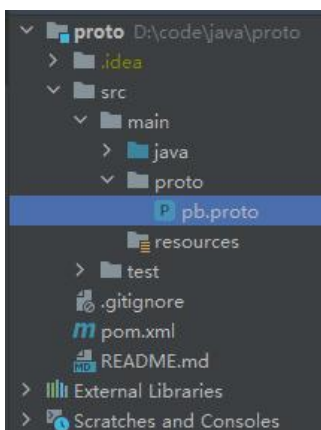 proto D:\code\java\proto
.idea
src
main
java
proto
P pb.proto
resources
test
.gitignore
m pom.xml
MD README.md
External Libraries
Scratches and Consoles